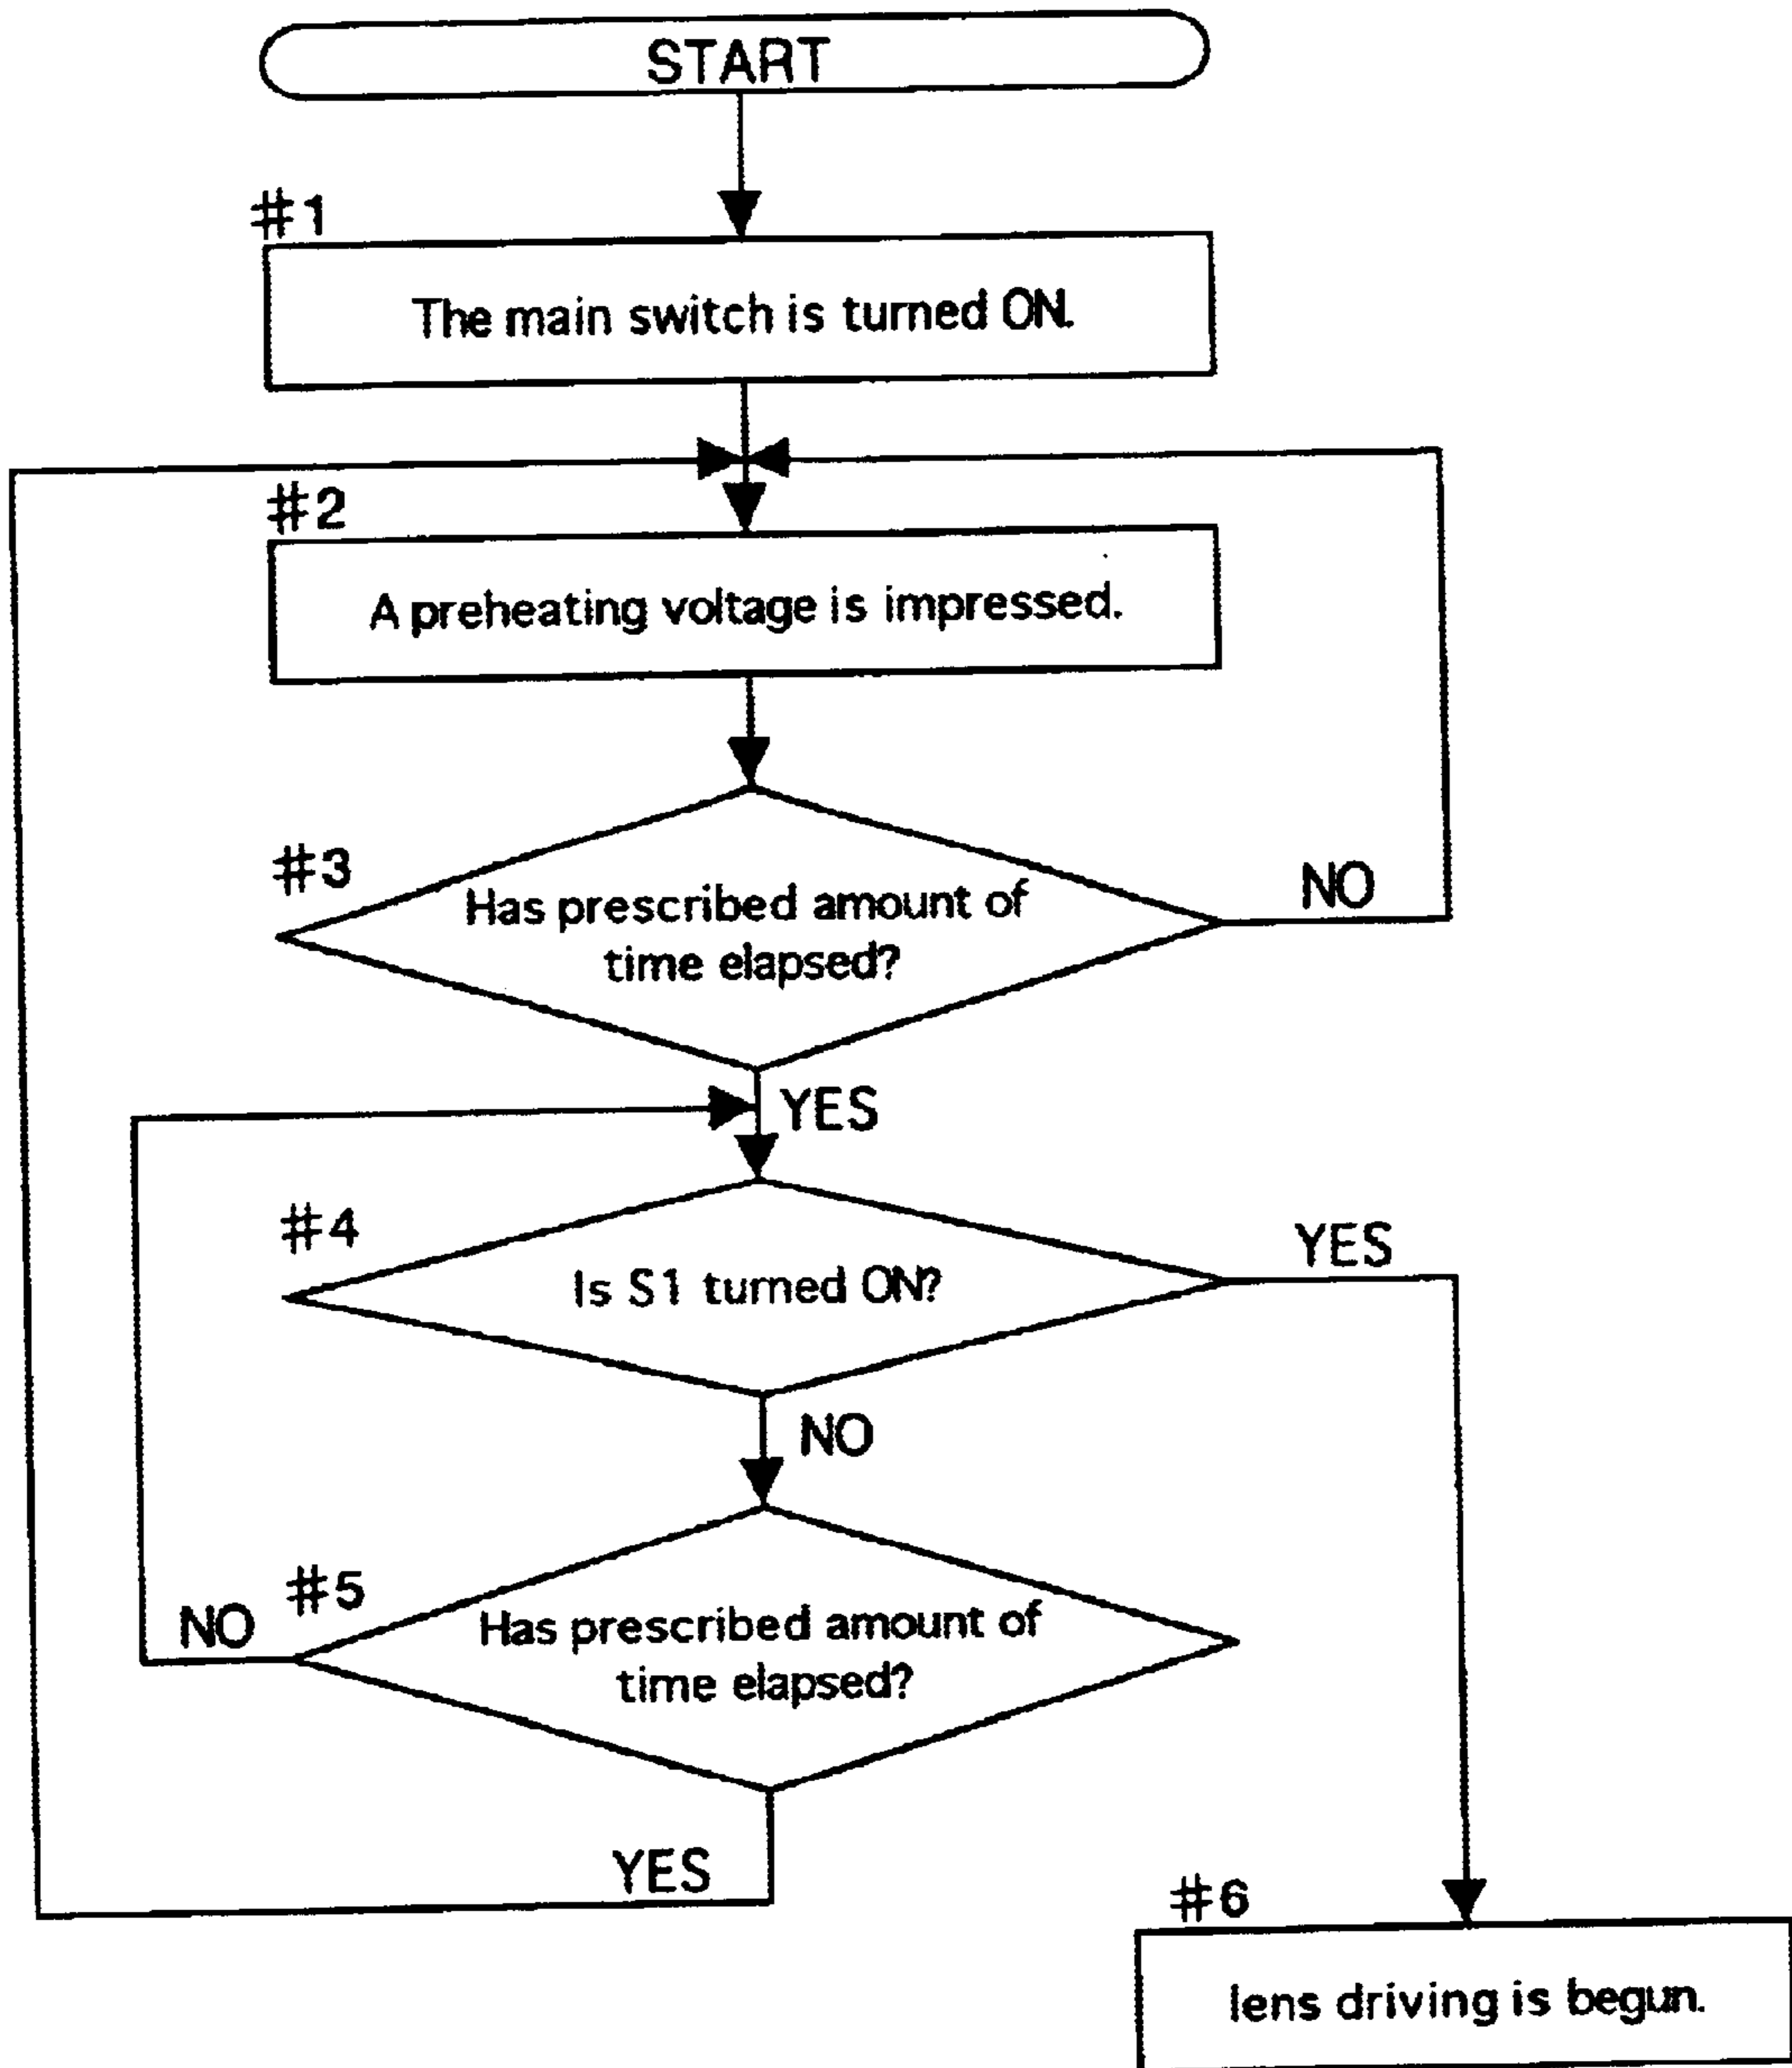 START
#1
The main switch is turned ON.
#2
A preheating voltage is impressed.
#3
Has prescribed amount of
time elapsed?
NO
YES
#4
Is S1 turned ON?
YES
NO
#5
Has prescribed amount of
time elapsed?
NO
YES
#6
lens driving is begun.